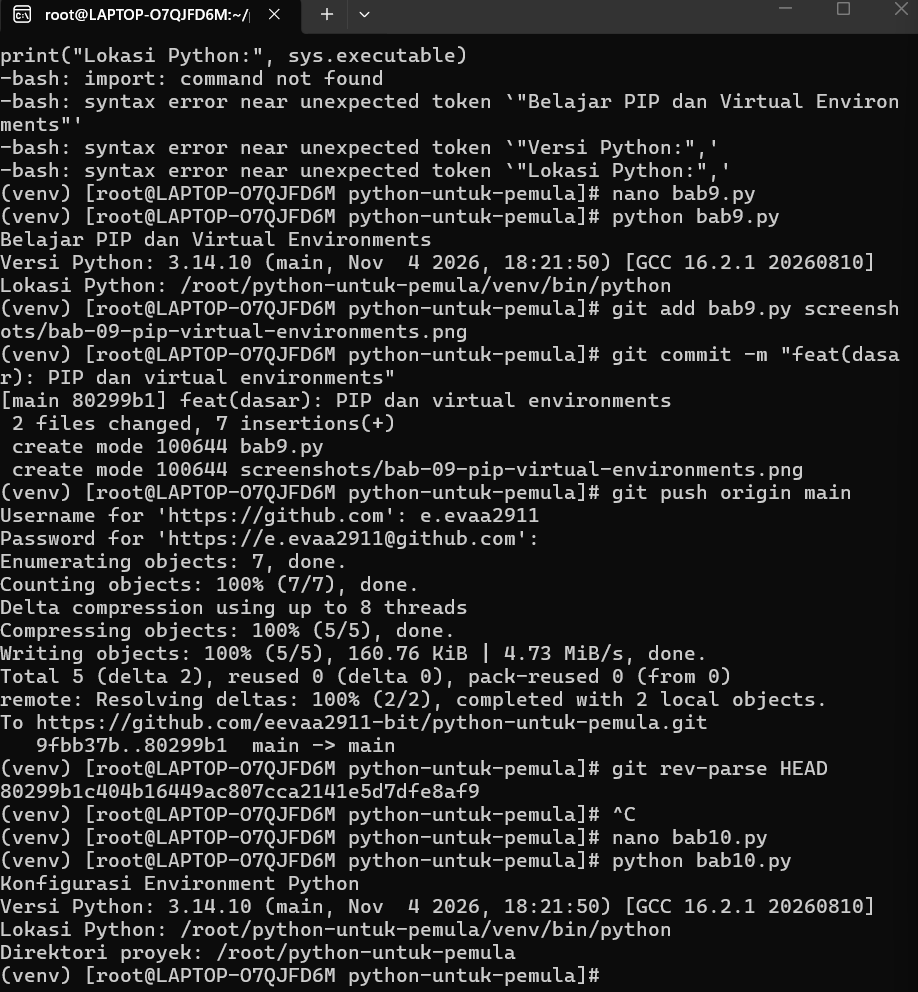 root@LAPTOP-O7QJFD6M:~/
print("Lokasi Python:", sys.executable)
-bash: import: command not found
-bash: syntax error near unexpected token `"Belajar PIP dan Virtual Environ
ments"'
-bash: syntax error near unexpected token `"Versi Python:",'
-bash: syntax error near unexpected token `"Lokasi Python:",'
(venv) [root@LAPTOP-O7QJFD6M python-untuk-pemula]# nano bab9.py
(venv) [root@LAPTOP-O7QJFD6M python-untuk-pemula]# python bab9.py
Belajar PIP dan Virtual Environments
Versi Python: 3.14.10 (main, Nov  4 2026, 18:21:50) [GCC 16.2.1 20260810]
Lokasi Python: /root/python-untuk-pemula/venv/bin/python
(venv) [root@LAPTOP-O7QJFD6M python-untuk-pemula]# git add bab9.py screensh
ots/bab-09-pip-virtual-environments.png
(venv) [root@LAPTOP-O7QJFD6M python-untuk-pemula]# git commit -m "feat(dasa
r): PIP dan virtual environments"
[main 80299b1] feat(dasar): PIP dan virtual environments
 2 files changed, 7 insertions(+)
 create mode 100644 bab9.py
 create mode 100644 screenshots/bab-09-pip-virtual-environments.png
(venv) [root@LAPTOP-O7QJFD6M python-untuk-pemula]# git push origin main
Username for 'https://github.com': e.evaa2911
Password for 'https://e.evaa2911@github.com':
Enumerating objects: 7, done.
Counting objects: 100% (7/7), done.
Delta compression using up to 8 threads
Compressing objects: 100% (5/5), done.
Writing objects: 100% (5/5), 160.76 KiB | 4.73 MiB/s, done.
Total 5 (delta 2), reused 0 (delta 0), pack-reused 0 (from 0)
remote: Resolving deltas: 100% (2/2), completed with 2 local objects.
To https://github.com/eevaa2911-bit/python-untuk-pemula.git
   9fbb37b..80299b1  main -> main
(venv) [root@LAPTOP-O7QJFD6M python-untuk-pemula]# git rev-parse HEAD
80299b1c404b16449ac807cca2141e5d7dfe8af9
(venv) [root@LAPTOP-O7QJFD6M python-untuk-pemula]# ^C
(venv) [root@LAPTOP-O7QJFD6M python-untuk-pemula]# nano bab10.py
(venv) [root@LAPTOP-O7QJFD6M python-untuk-pemula]# python bab10.py
Konfigurasi Environment Python
Versi Python: 3.14.10 (main, Nov  4 2026, 18:21:50) [GCC 16.2.1 20260810]
Lokasi Python: /root/python-untuk-pemula/venv/bin/python
Direktori proyek: /root/python-untuk-pemula
(venv) [root@LAPTOP-O7QJFD6M python-untuk-pemula]#